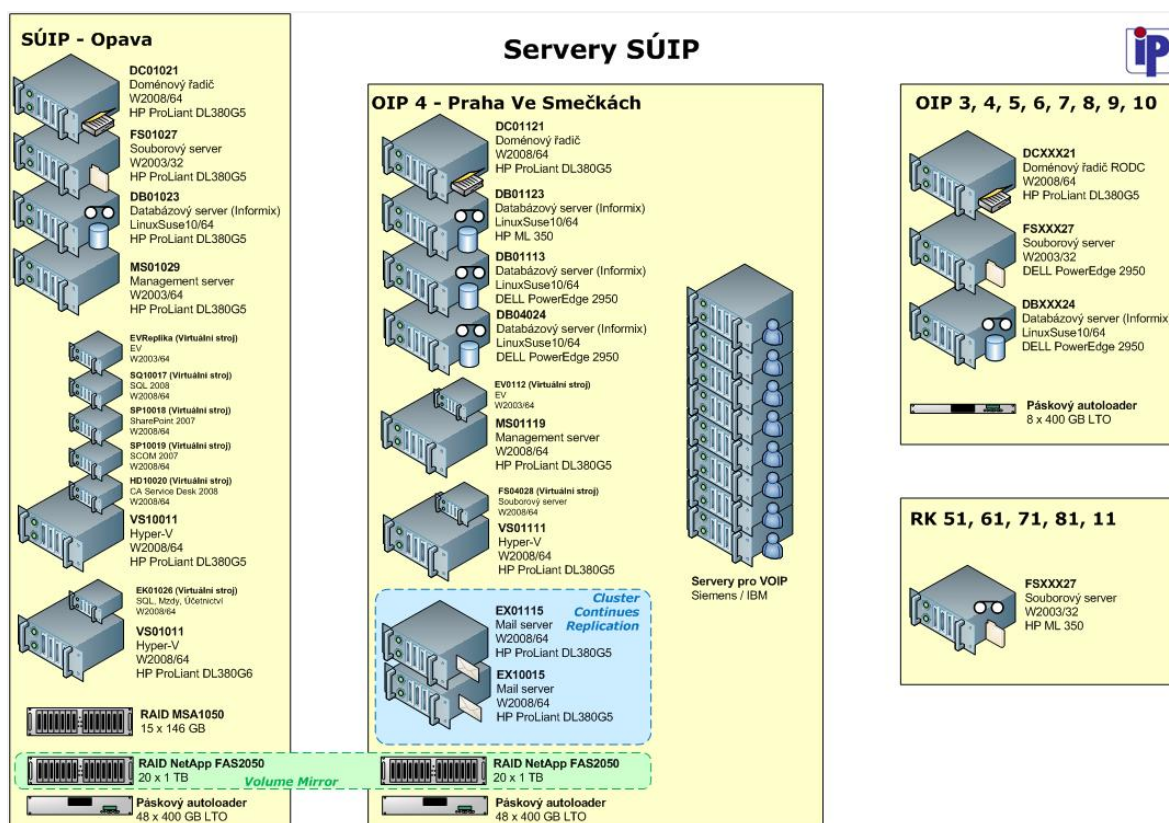 Servery SÚIP
ip
SÚIP - Opava
DC01021
Doménový řadič
W2008/64
HP ProLiant DL380G5
FS01027
Souborový server
W2003/32
HP ProLiant DL380G5
DB01023
Databázový server (Informix)
LinuxSuse10/64
HP ProLiant DL380G5
MS01029
Management server
W2003/64
HP ProLiant DL380G5
EVReplika (Virtuální stroj)
EV
W2003/64
SQ10017 (Virtuální stroj)
SQL 2008
W2008/64
SP10018 (Virtuální stroj)
SharePoint 2007
W2008/64
SP10019 (Virtuální stroj)
SCOM 2007
W2008/64
HD10020 (Virtuální stroj)
CA Service Desk 2008
W2008/64
VS10011
Hyper-V
W2008/64
HP ProLiant DL380G5
EK01026 (Virtuální stroj)
SQL, Mzdy, Účetnictví
W2008/64
VS01011
Hyper-V
W2008/64
HP ProLiant DL380G6
RAID MSA1050
15 x 146 GB
RAID NetApp FAS2050
20 x 1 TB
Volume Mirror
Páskový autoloader
48 x 400 GB LTO
OIP 4 - Praha Ve Smečkách
DC01121
Doménový řadič
W2008/64
HP ProLiant DL380G5
DB01123
Databázový server (Informix)
LinuxSuse10/64
HP ML 350
DB01113
Databázový server (Informix)
LinuxSuse10/64
DELL PowerEdge 2950
DB04024
Databázový server (Informix)
LinuxSuse10/64
DELL PowerEdge 2950
EV0112 (Virtuální stroj)
EV
W2003/64
MS01119
Management server
W2008/64
HP ProLiant DL380G5
FS04028 (Virtuální stroj)
Souborový server
W2008/64
VS01111
Hyper-V
W2008/64
HP ProLiant DL380G5
Cluster
Continues
Replication
EX01115
Mail server
W2008/64
HP ProLiant DL380G5
EX10015
Mail server
W2008/64
HP ProLiant DL380G5
RAID NetApp FAS2050
20 x 1 TB
Páskový autoloader
48 x 400 GB LTO
Servery pro VOIP
Siemens / IBM
OIP 3, 4, 5, 6, 7, 8, 9, 10
DCXXX21
Doménový řadič RODC
W2008/64
HP ProLiant DL380G5
FSXXX27
Souborový server
W2003/32
DELL PowerEdge 2950
DBXXX24
Databázový server (Informix
LinuxSuse10/64
DELL PowerEdge 2950
Páskový autoloader
8 x 400 GB LTO
RK 51, 61, 71, 81, 11
FSXXX27
Souborový server
W2003/32
HP ML 350